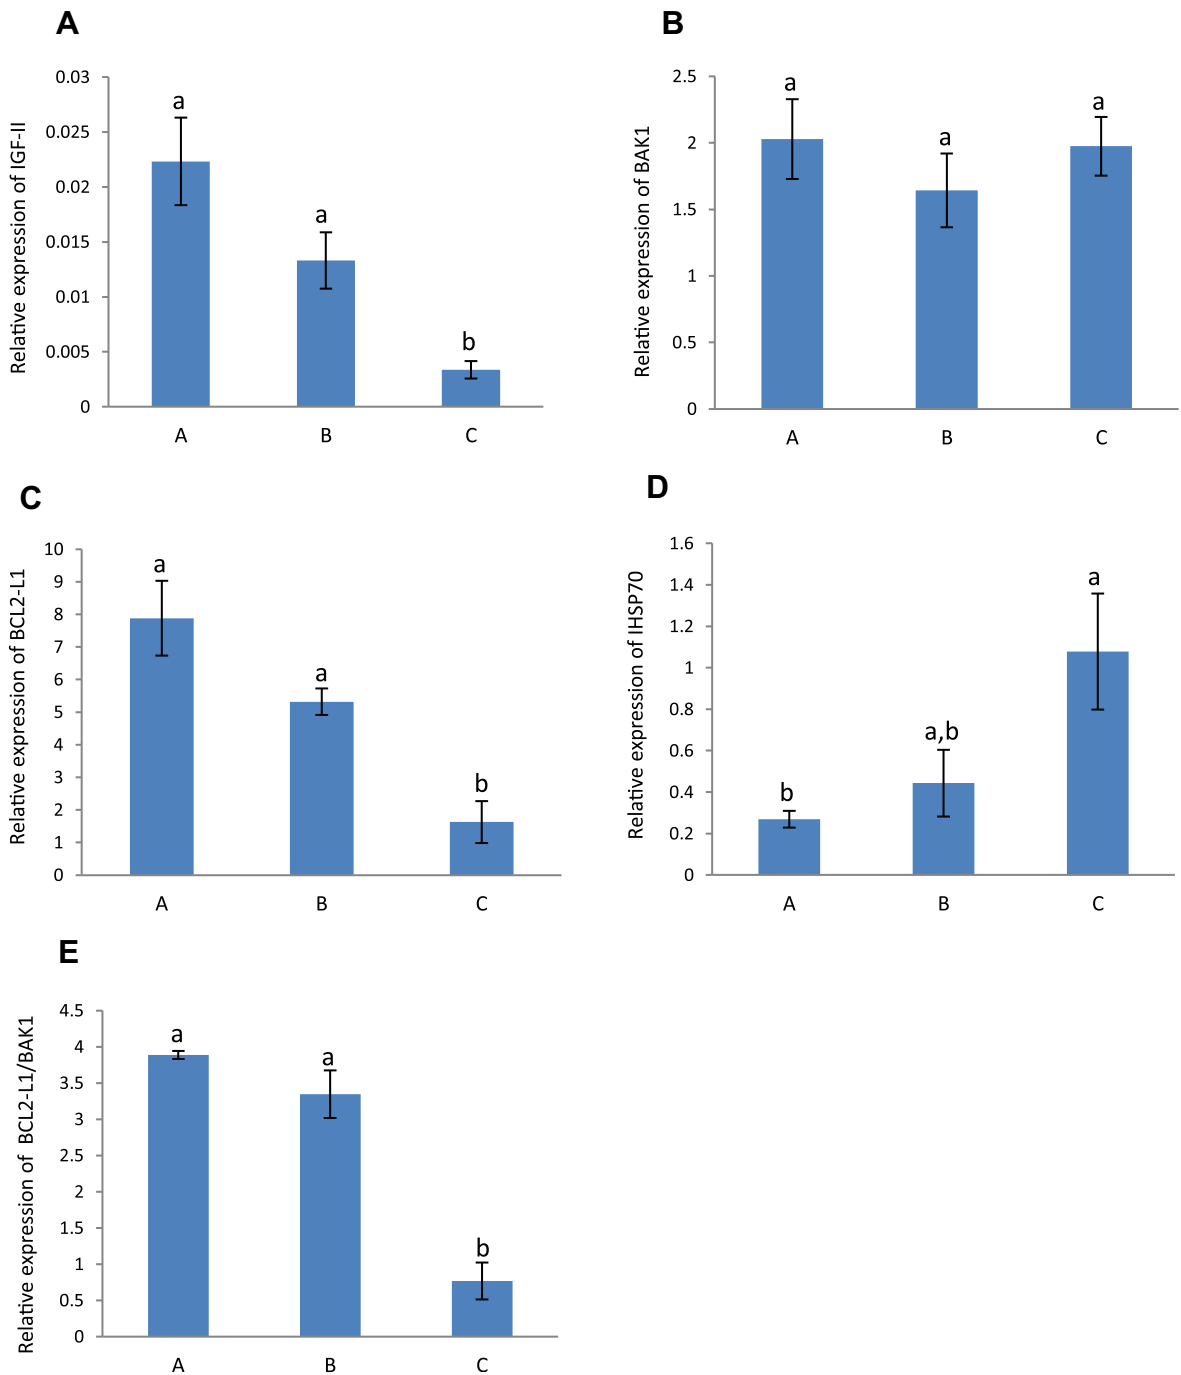 A
Relative expression of IGF-II
0.03
0.025
0.02
0.015
0.01
0.005
0
a
a
b
A B C
B
Relative expression of BAK1
2.5
2
1.5
1
0.5
0
a
a
a
A B C
C
Relative expression of BCL2-L1
10
9
8
7
6
5
4
3
2
1
0
a
a
b
A B C
D
Relative expression of IHSP70
1.6
1.4
1.2
1
0.8
0.6
0.4
0.2
0
b
a,b
a
A B C
E
Relative expression of BCL2-L1/BAK1
4.5
4
3.5
3
2.5
2
1.5
1
0.5
0
a
a
b
A B C